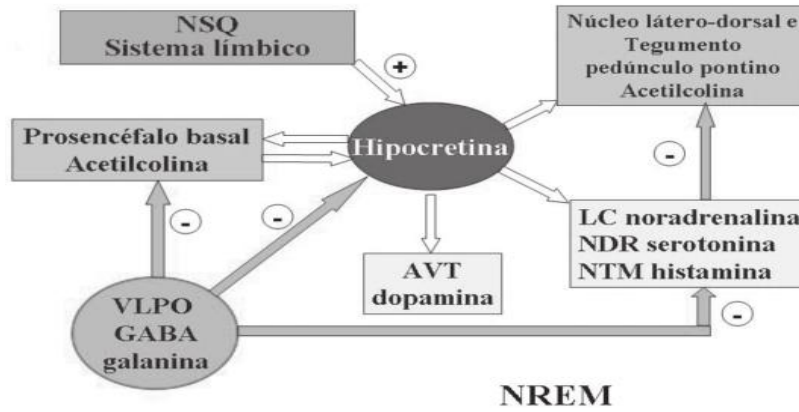 NSQ
Sistema límbico
+
Núcleo látero-dorsal e
Tegumento
pedúnculo pontino
Acetilcolina
Prosencéfalo basal
Acetilcolina
Hipocretina
-
-
-
LC noradrenalina
NDR serotonina
NTM histamina
AVT
dopamina
VLPO
GABA
galanina
-
NREM